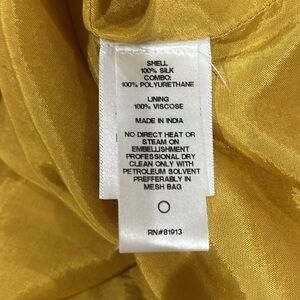 SHELL
100% SILK
COMBO:
100% POLYURETHANE
LINING
100% VISCOSE
MADE IN INDIA
NO DIRECT HEAT OR
STEAM ON
EMBELLISHMENT
PROFESSIONAL DRY
CLEAN ONLY WITH
PETROLEUM SOLVENT
PREFFERABLY IN
MESH BAG
RN#81913